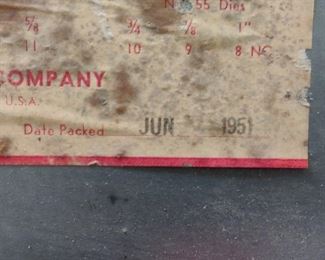 N 55 Dies
5/8 3/4 7/8 1"
11 10 9 8 NC
COMPANY
U.S.A.
Date Packed JUN 1951